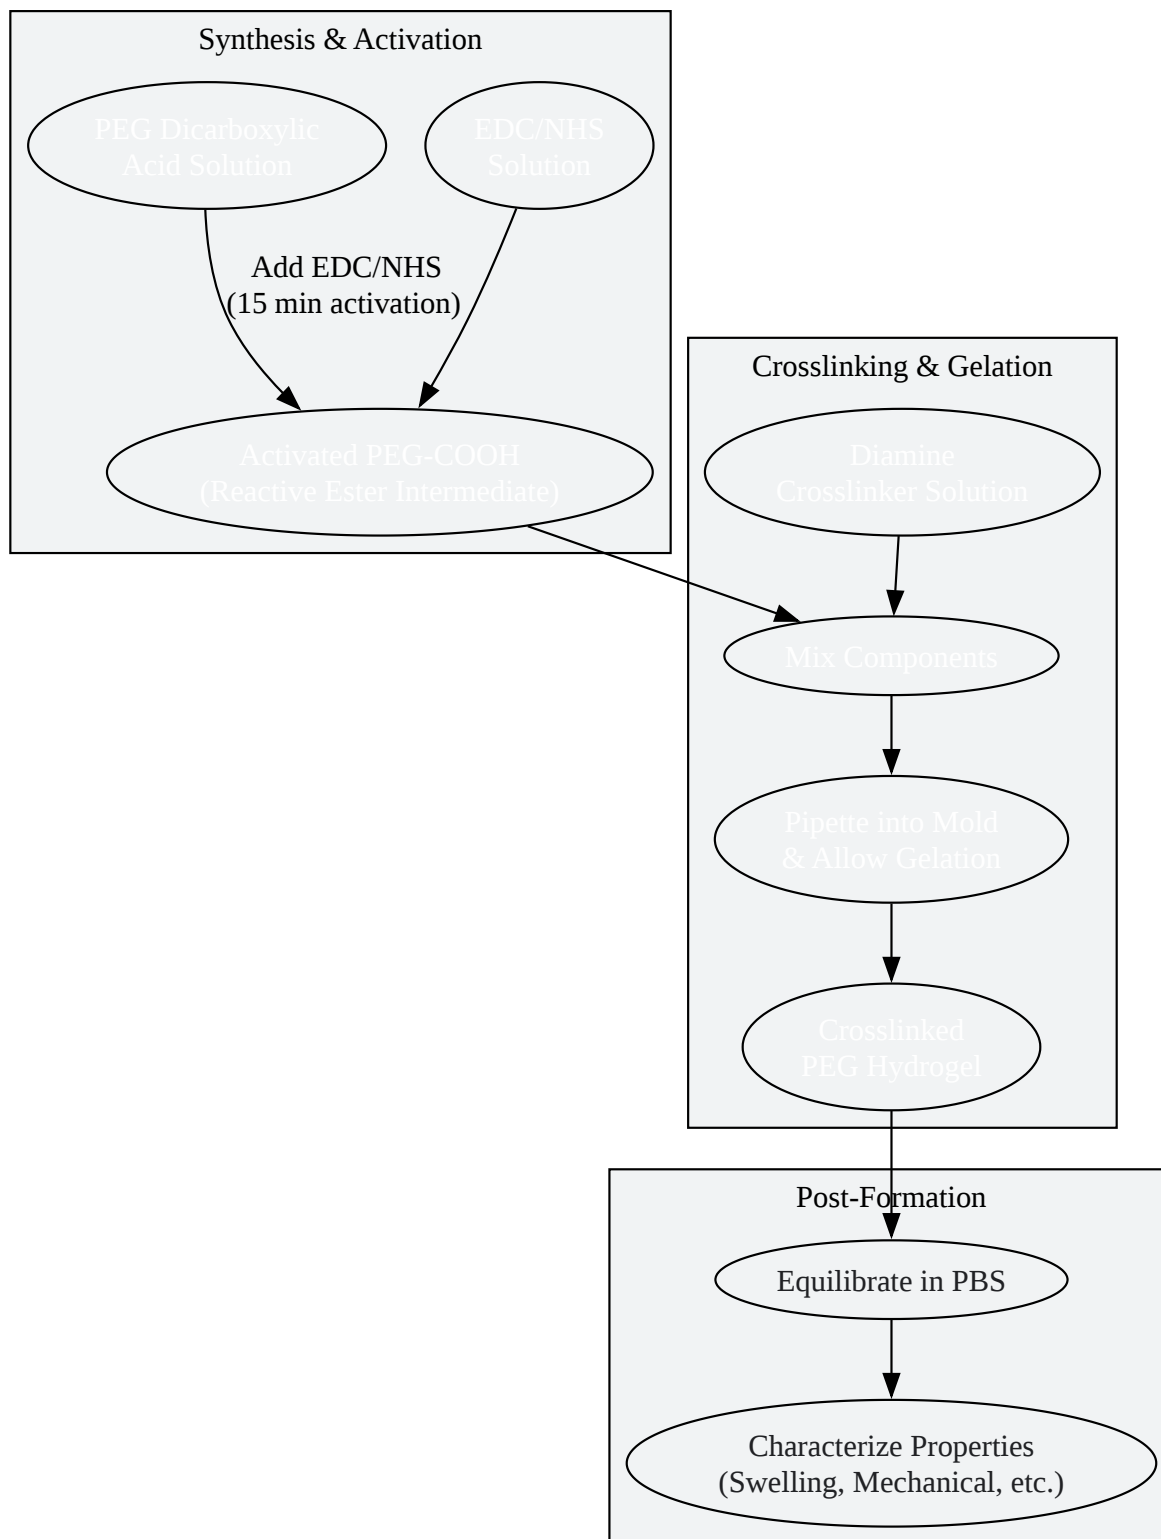 Synthesis & Activation
PEG Dicarboxylic
Acid Solution
EDC/NHS
Solution
Add EDC/NHS
(15 min activation)
Activated PEG-COOH
(Reactive Ester Intermediate)
Crosslinking & Gelation
Diamine
Crosslinker Solution
Mix Components
Pipette into Mold
& Allow Gelation
Crosslinked
PEG Hydrogel
Post-Formation
Equilibrate in PBS
Characterize Properties
(Swelling, Mechanical, etc.)